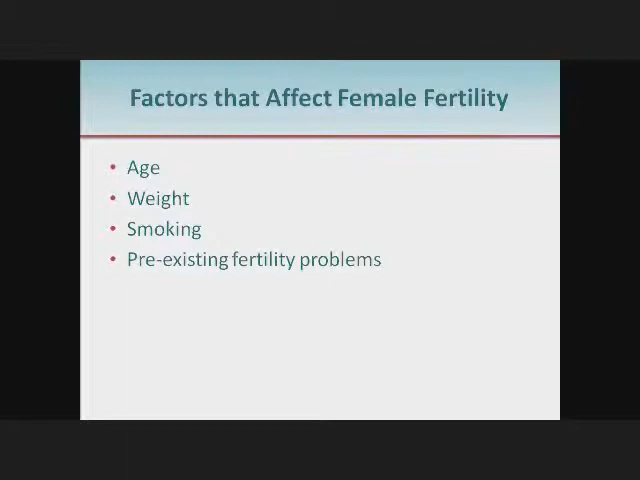 Factors that Affect Female Fertility
• Age
• Weight
• Smoking
• Pre-existing fertility problems